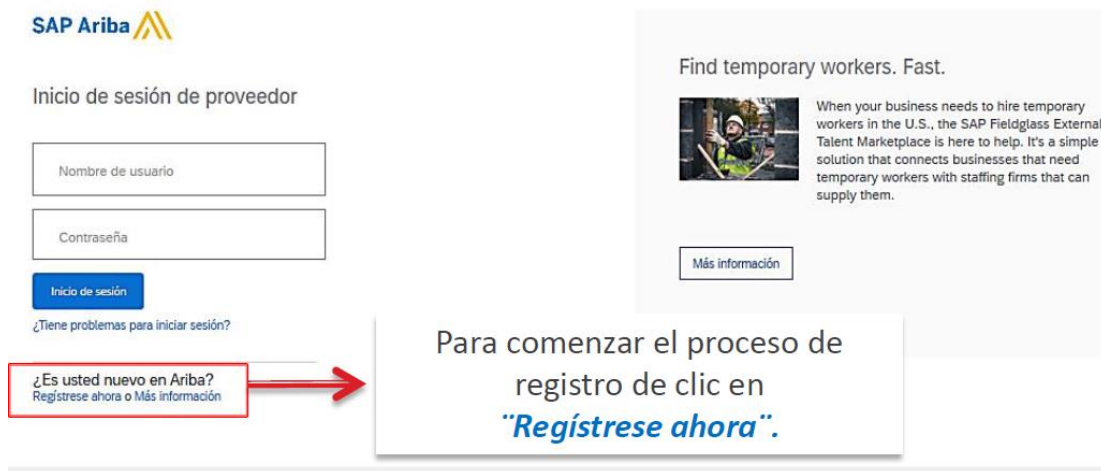 SAP Ariba
Inicio de sesión de proveedor
Nombre de usuario
Contraseña
Inicio de sesión
¿Tiene problemas para iniciar sesión?
¿Es usted nuevo en Ariba?
Regístrese ahora o Más información
Find temporary workers. Fast.
When your business needs to hire temporary
workers in the U.S., the SAP Fieldglass External
Talent Marketplace is here to help. It's a simple
solution that connects businesses that need
temporary workers with staffing firms that can
supply them.
Más información
Para comenzar el proceso de
registro de clic en
¨Regístrese ahora¨.